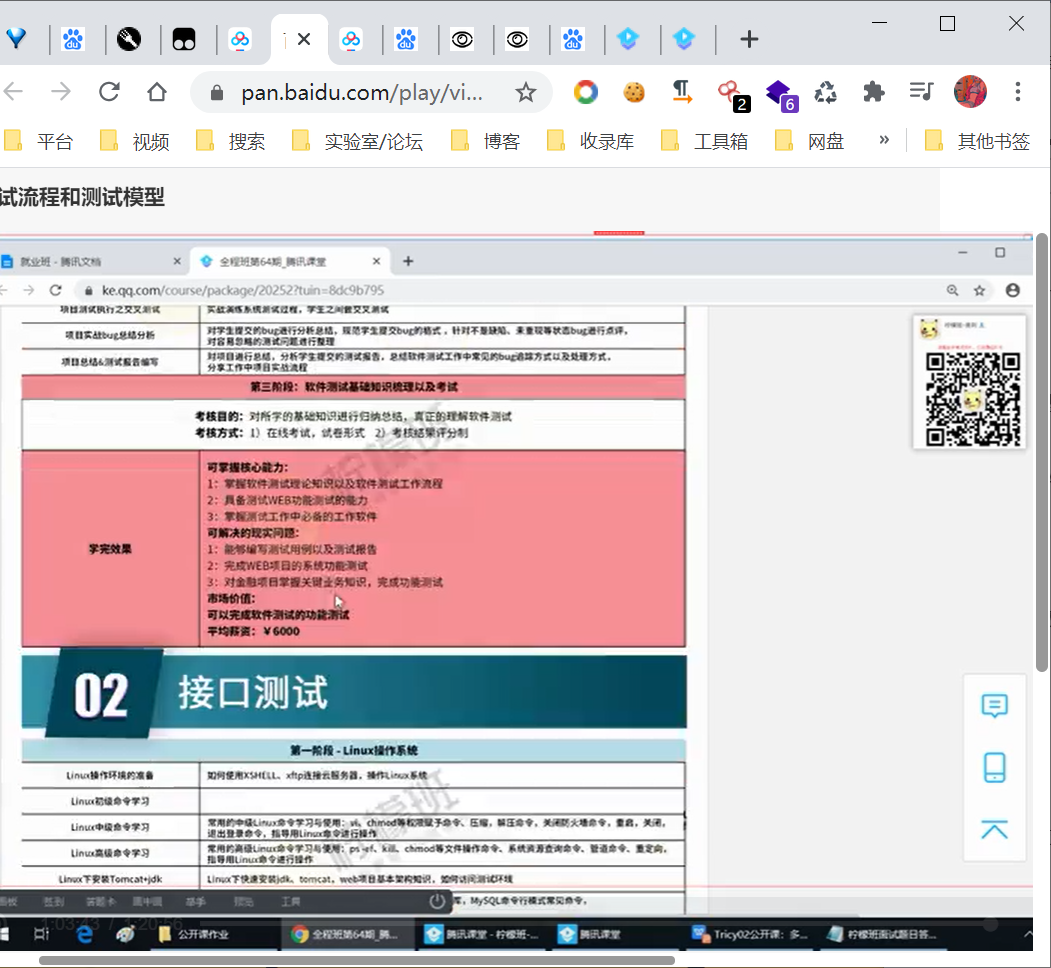 pan.baidu.com/play/vi...
2
6
平台
视频
搜索
实验室/论坛
博客
收录库
工具箱
网盘
»
其他书签
试流程和测试模型
就业班 - 腾讯文档
全程班第64期_腾讯课堂
ke.qq.com/course/package/20252?tuin=8dc9b795
项目测试执行之交叉测试
实战演练系统测试过程，学生之间会交叉测试
项目实战bug总结分析
对学生提交的bug进行分析总结，规范学生提交bug的格式，针对不是缺陷、未重现等状态bug进行点评，
对容易忽略的测试问题进行整理
项目总结&测试报告编写
对项目进行总结，分析学生提交的测试报告，总结软件测试工作中常见的bug追踪方式以及处理方式，
分享工作中项目实战流程
第三阶段：软件测试基础知识梳理以及考试
考核目的：对所学的基础知识进行归纳总结，真正的理解软件测试
考核方式：1）在线考试，试卷形式 2）考核结果评分制
学完效果
可掌握核心能力：
1：掌握软件测试理论知识以及软件测试工作流程
2：具备测试WEB功能测试的能力
3：掌握测试工作中必备的工作软件
可解决的现实问题：
1：能够编写测试用例以及测试报告
2：完成WEB项目的系统功能测试
3：对金融项目掌握关键业务知识，完成功能测试
市场价值：
可以完成软件测试的功能测试
平均薪资：￥6000
02 接口测试
第一阶段 - Linux操作系统
Linux操作环境的准备
如何使用XSHELL、xftp连接云服务器，操作Linux系统
Linux初级命令学习
Linux中级命令学习
常用的中级Linux命令学习与使用：vi、chmod等权限赋予命令、压缩，解压命令，关闭防火墙命令，重启，关闭，
退出登录命令，指导用Linux命令进行操作
Linux高级命令学习
常用的高级Linux命令学习与使用：ps -ef、kill、chmod等文件操作命令、系统资源查询命令、管道命令、重定向，
指导用Linux命令进行操作
Linux下安装Tomcat+jdk
Linux下快速安装jdk、tomcat，web项目基本架构知识，如何访问测试环境
库，MySQL命令行模式常见命令，
画板
签到
答题卡
画中画
举手
预览
工具
1:03:43 / 1:20:56
公开课作业
全程班第64期_腾...
腾讯课堂 - 柠檬班-...
腾讯课堂
Tricy02公开课：多...
柠檬班面试题目答...
柠檬班
柠檬班